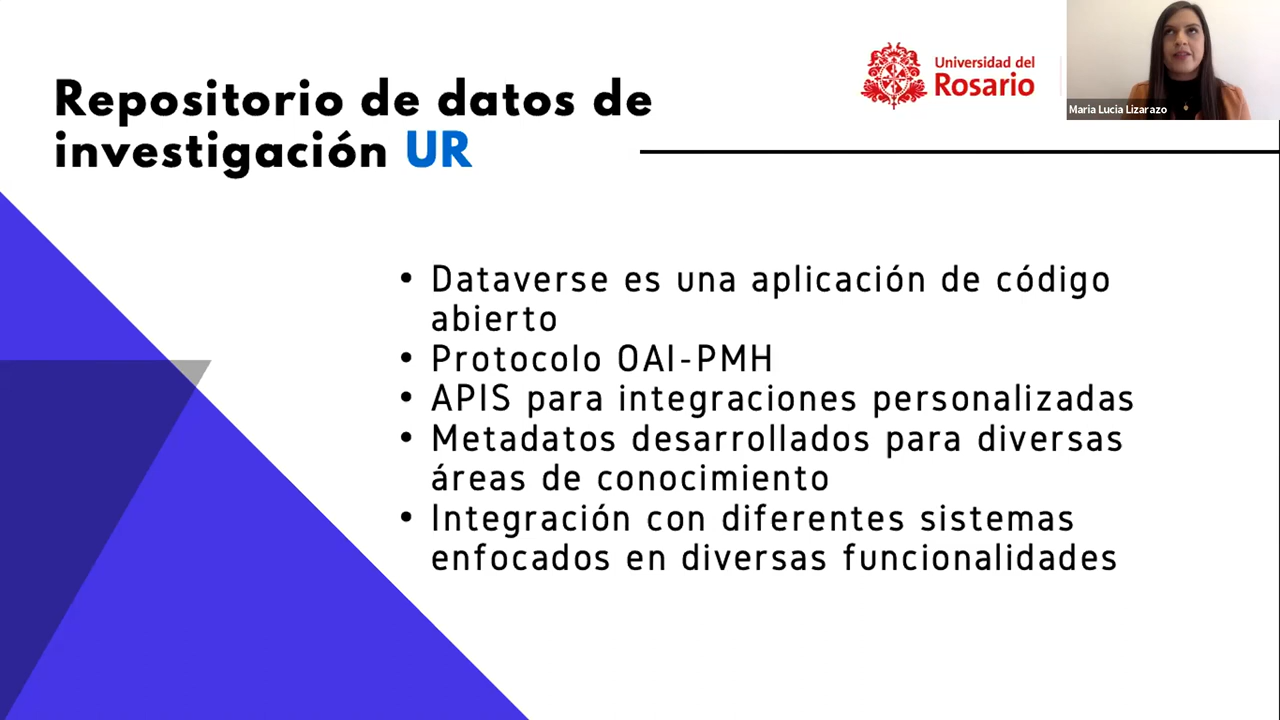 Repositorio de datos de
investigación UR
Universidad del
Rosario
Maria Lucia Lizarazo
• Dataverse es una aplicación de código
abierto
• Protocolo OAI-PMH
• APIS para integraciones personalizadas
• Metadatos desarrollados para diversas
áreas de conocimiento
• Integración con diferentes sistemas
enfocados en diversas funcionalidades